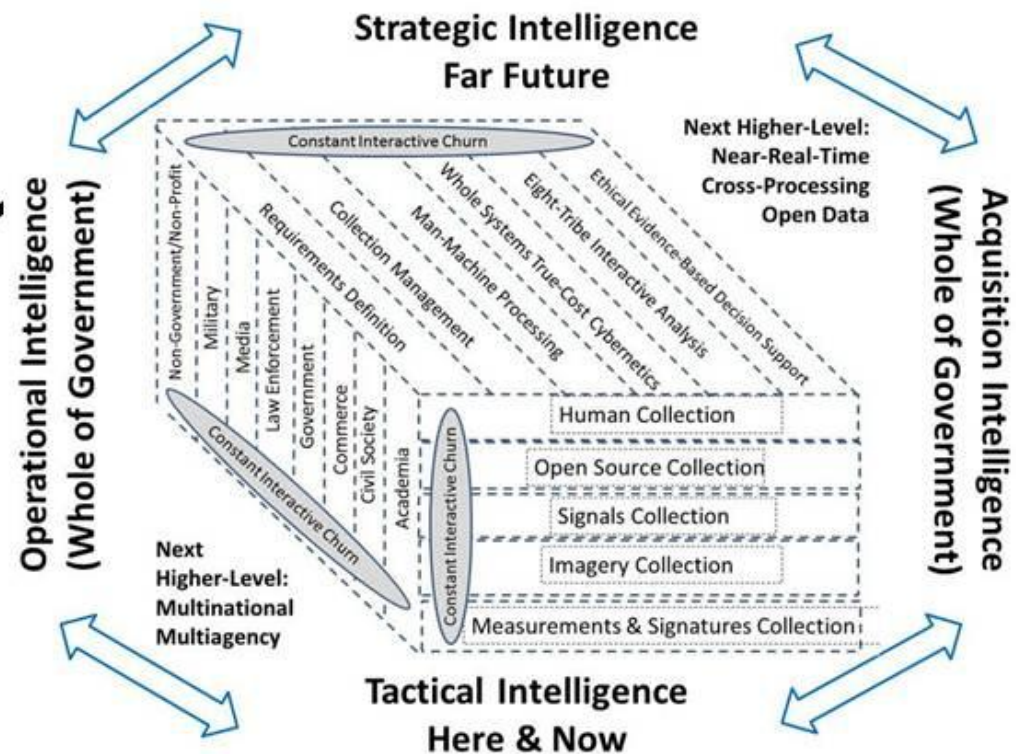 Strategic Intelligence
Far Future
Constant Interactive Churn
Next Higher-Level:
Near-Real-Time
Cross-Processing
Open Data
Operational Intelligence
(Whole of Government)
Acquisition Intelligence
(Whole of Government)
Non-Government/Non-Profit
Military
Media
Law Enforcement
Government
Commerce
Civil Society
Academia
Requirements Definition
Collection Management
Man-Machine Processing
Whole Systems True-Cost Cybernetics
Eight-Tribe Interactive Analysis
Ethical Evidence-Based Decision Support
Constant Interactive Churn
Constant Interactive Churn
Human Collection
Open Source Collection
Signals Collection
Imagery Collection
Measurements & Signatures Collection
Next
Higher-Level:
Multinational
Multiagency
Tactical Intelligence
Here & Now